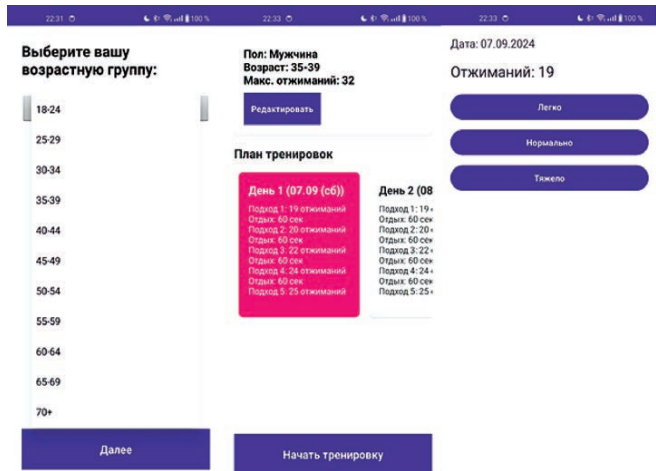 22:31
100 %
Выберите вашу
возрастную группу:
18-24
25-29
30-34
35-39
40-44
45-49
50-54
55-59
60-64
65-69
70+
Далее
22:33
100 %
Пол: Мужчина
Возраст: 35-39
Макс. отжиманий: 32
Редактировать
План тренировок
День 1 (07.09 (сб))
Подход 1: 19 отжиманий
Отдых: 60 сек
Подход 2: 20 отжиманий
Отдых: 60 сек
Подход 3: 22 отжиманий
Отдых: 60 сек
Подход 4: 24 отжиманий
Отдых: 60 сек
Подход 5: 25 отжиманий
День 2 (08
Подход 1: 19
Отдых: 60 сек
Подход 2: 20
Отдых: 60 сек
Подход 3: 22
Отдых: 60 сек
Подход 4: 24
Отдых: 60 сек
Подход 5: 25
Начать тренировку
22:33
100 %
Дата: 07.09.2024
Отжиманий: 19
Легко
Нормально
Тяжело